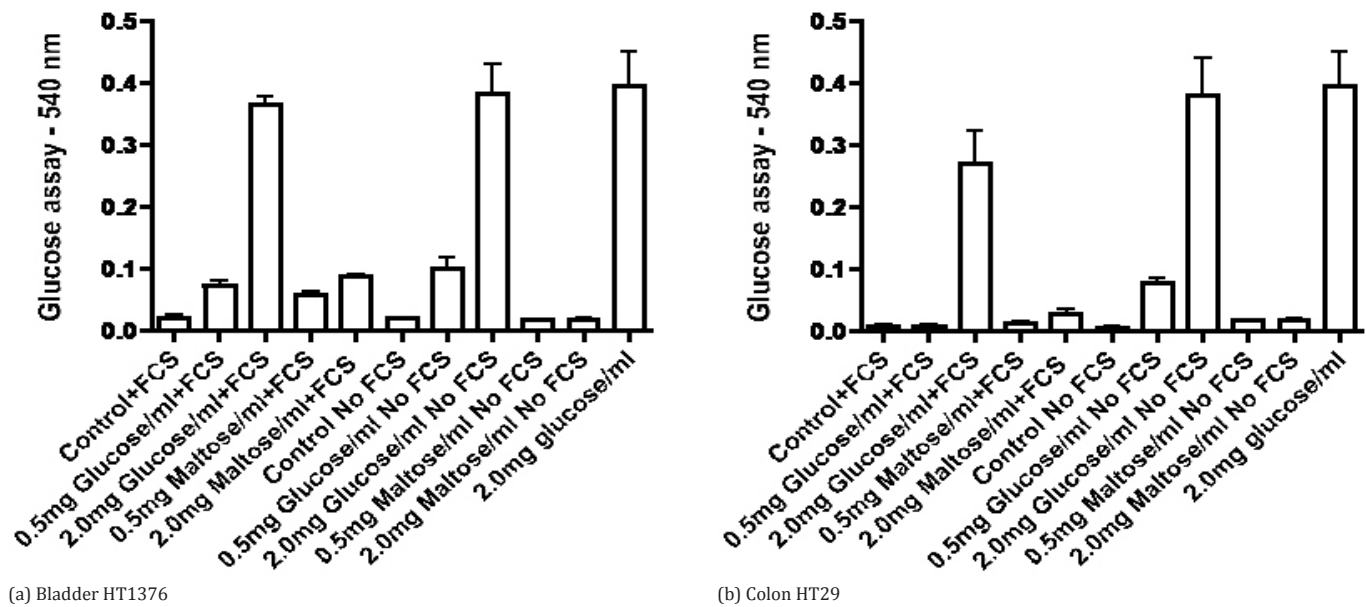 Glucose assay - 540 nm
0.5
0.4
0.3
0.2
0.1
0.0
Control+FCS
0.5mg Glucose/ml+FCS
2.0mg Glucose/ml+FCS
0.5mg Maltose/ml+FCS
2.0mg Maltose/ml+FCS
Control No FCS
0.5mg Glucose/ml No FCS
2.0mg Glucose/ml No FCS
0.5mg Maltose/ml No FCS
2.0mg Maltose/ml No FCS
2.0mg glucose/ml
(a) Bladder HT1376
Glucose assay - 540 nm
0.5
0.4
0.3
0.2
0.1
0.0
Control+FCS
0.5mg Glucose/ml+FCS
2.0mg Glucose/ml+FCS
0.5mg Maltose/ml+FCS
2.0mg Maltose/ml+FCS
Control No FCS
0.5mg Glucose/ml No FCS
2.0mg Glucose/ml No FCS
0.5mg Maltose/ml No FCS
2.0mg Maltose/ml No FCS
2.0mg glucose/ml
(b) Colon HT29